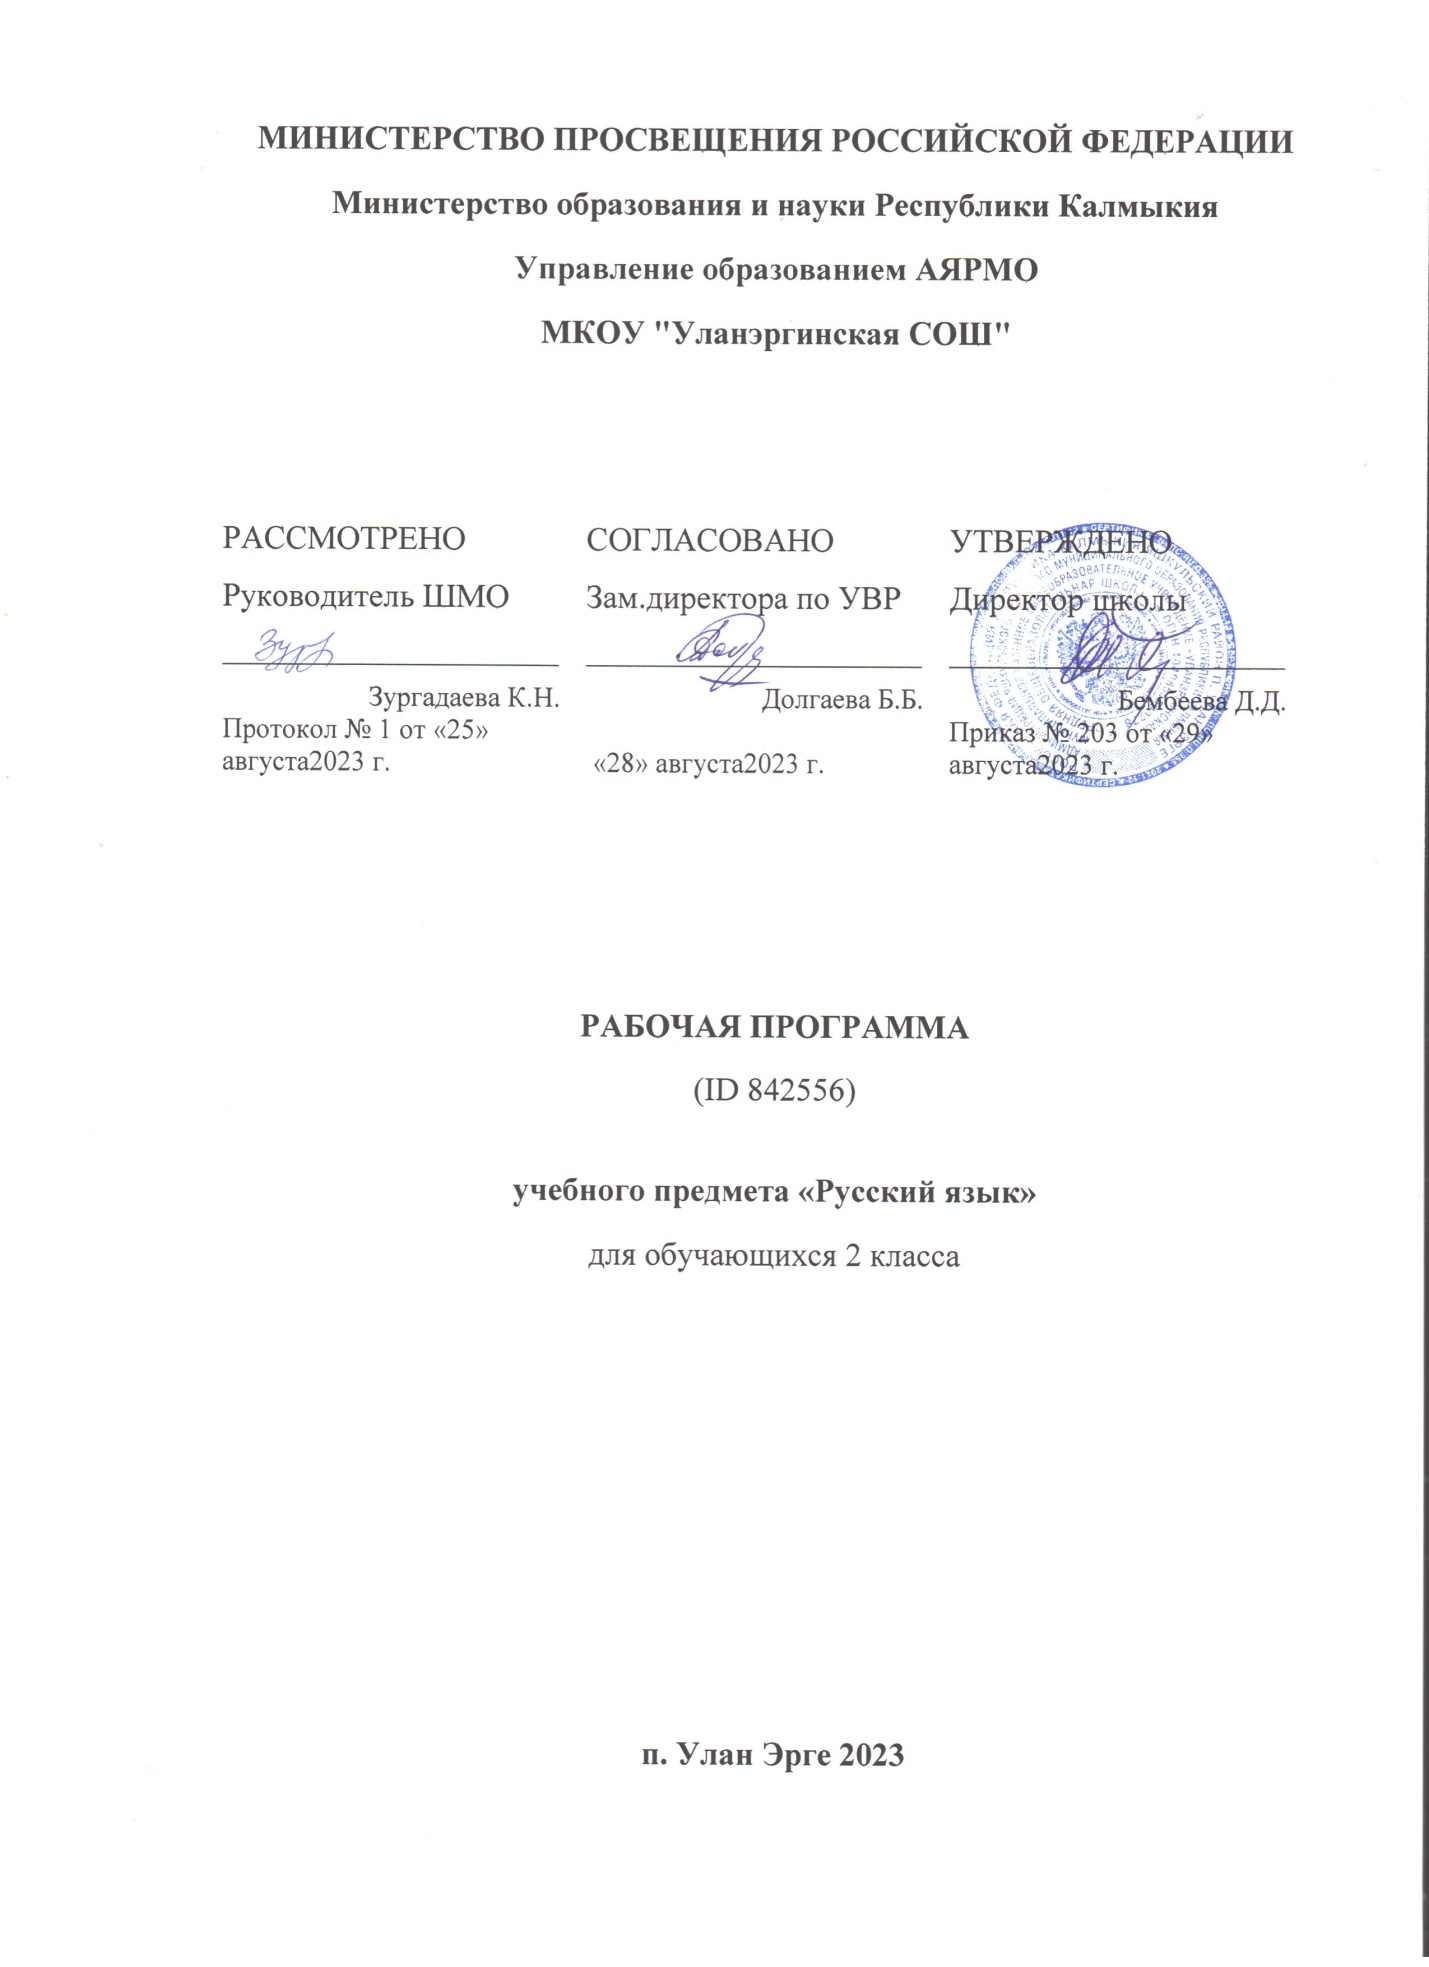 МИНИСТЕРСТВО ПРОСВЕЩЕНИЯ РОССИЙСКОЙ ФЕДЕРАЦИИ
Министерство образования и науки Республики Калмыкия
Управление образованием АЯРМО
МКОУ "Уланэргинская СОШ"
РАССМОТРЕНО
Руководитель ШМО
Зургадаева К.Н.
Протокол № 1 от «25»
августа2023 г.
СОГЛАСОВАНО
Зам.директора по УВР
Долгаева Б.Б.
«28» августа2023 г.
УТВЕРЖДЕНО
Директор школы
Бембеева Д.Д.
Приказ № 203 от «29»
августа2023 г.
РАБОЧАЯ ПРОГРАММА
(ID 842556)
учебного предмета «Русский язык»
для обучающихся 2 класса
п. Улан Эрге 2023